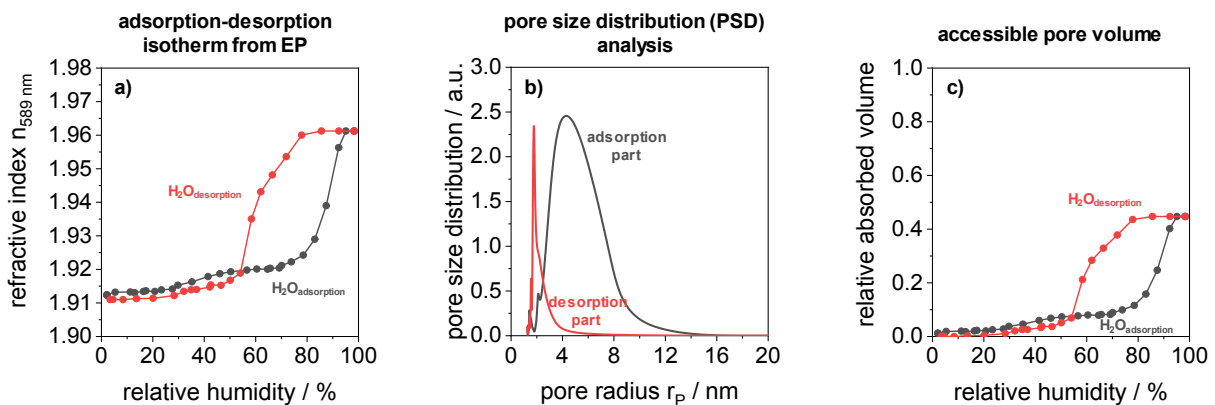 adsorption-desorption
isotherm from EP
a)
refractive index n589 nm
1.98
1.97
1.96
1.95
1.94
1.93
1.92
1.91
1.90
H2Odesorption
H2Oadsorption
0 20 40 60 80 100
relative humidity / %
pore size distribution (PSD)
analysis
b)
pore size distribution / a.u.
3.0
2.5
2.0
1.5
1.0
0.5
0.0
adsorption
part
desorption
part
0 4 8 12 16 20
pore radius rP / nm
accessible pore volume
c)
relative absorbed volume
1.0
0.8
0.6
0.4
0.2
0.0
H2Odesorption
H2Oadsorption
0 20 40 60 80 100
relative humidity / %